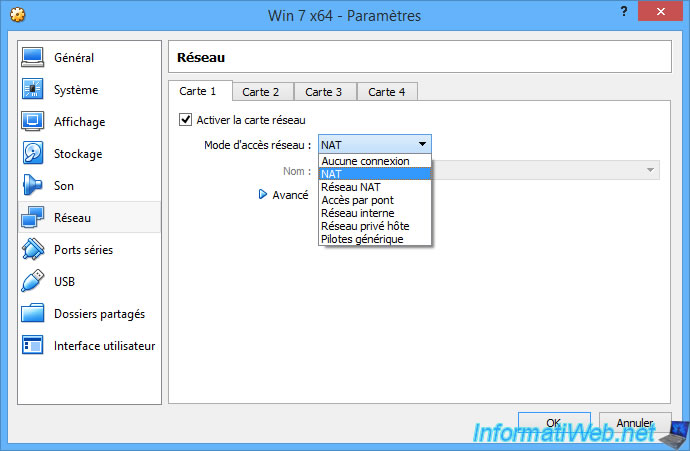 Win 7 x64 - Paramètres
?
Général
Système
Affichage
Stockage
Son
Réseau
Ports séries
USB
Dossiers partagés
Interface utilisateur
Réseau
Carte 1
Carte 2
Carte 3
Carte 4
Activer la carte réseau
Mode d'accès réseau :
NAT
Nom :
Aucune connexion
NAT
Réseau NAT
Accès par pont
Réseau interne
Réseau privé hôte
Pilotes générique
Avancé
OK
Annuler
InformatiWeb.net